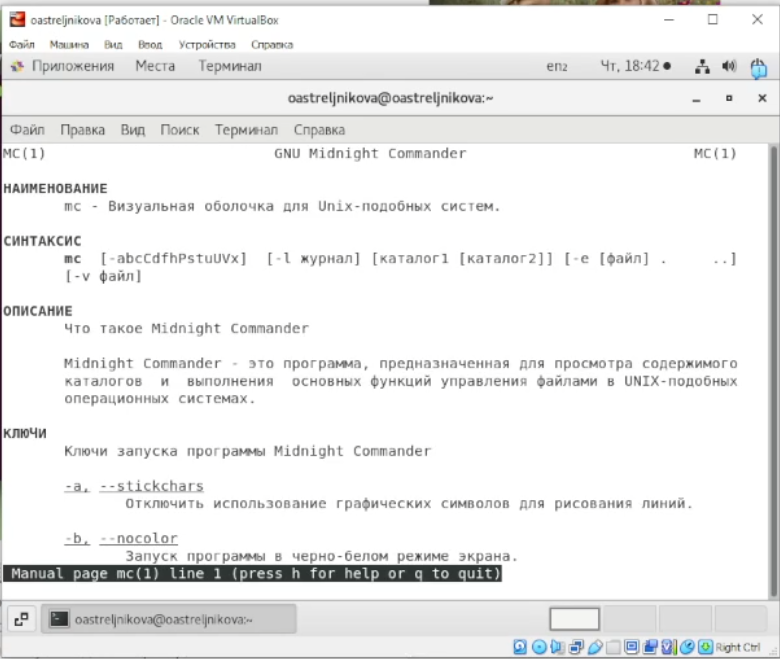 oastreljnikova [Работает] - Oracle VM VirtualBox
Файл Машина Вид Ввод Устройства Справка
Приложения Места Терминал en₂ Чт, 18:42
oastreljnikova@oastreljnikova:~
Файл Правка Вид Поиск Терминал Справка
MC(1) GNU Midnight Commander MC(1)
НАИМЕНОВАНИЕ
mc - Визуальная оболочка для Unix-подобных систем.
СИНТАКСИС
mc [-abcCdfhPstuUVx] [-l журнал] [каталог1 [каталог2]] [-e [файл] . ..]
[-v файл]
ОПИСАНИЕ
Что такое Midnight Commander
Midnight Commander - это программа, предназначенная для просмотра содержимого
каталогов и выполнения основных функций управления файлами в UNIX-подобных
операционных системах.
КЛЮЧИ
Ключи запуска программы Midnight Commander
-a, --stickchars
Отключить использование графических символов для рисования линий.
-b, --nocolor
Запуск программы в черно-белом режиме экрана.
Manual page mc(1) line 1 (press h for help or q to quit)
oastreljnikova@oastreljnikova:~
Right Ctrl